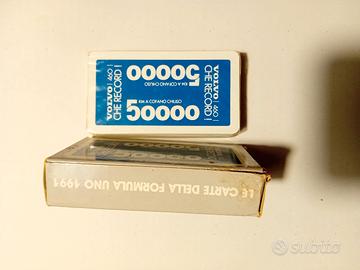 VOLVO | 460 |
CHE RECORD!
50000
KM A COFANO CHIUSO
50000
KM A COFANO CHIUSO
VOLVO | 460 |
CHE RECORD!
LE CARTE DELLA FORMULA UNO 1991
subito